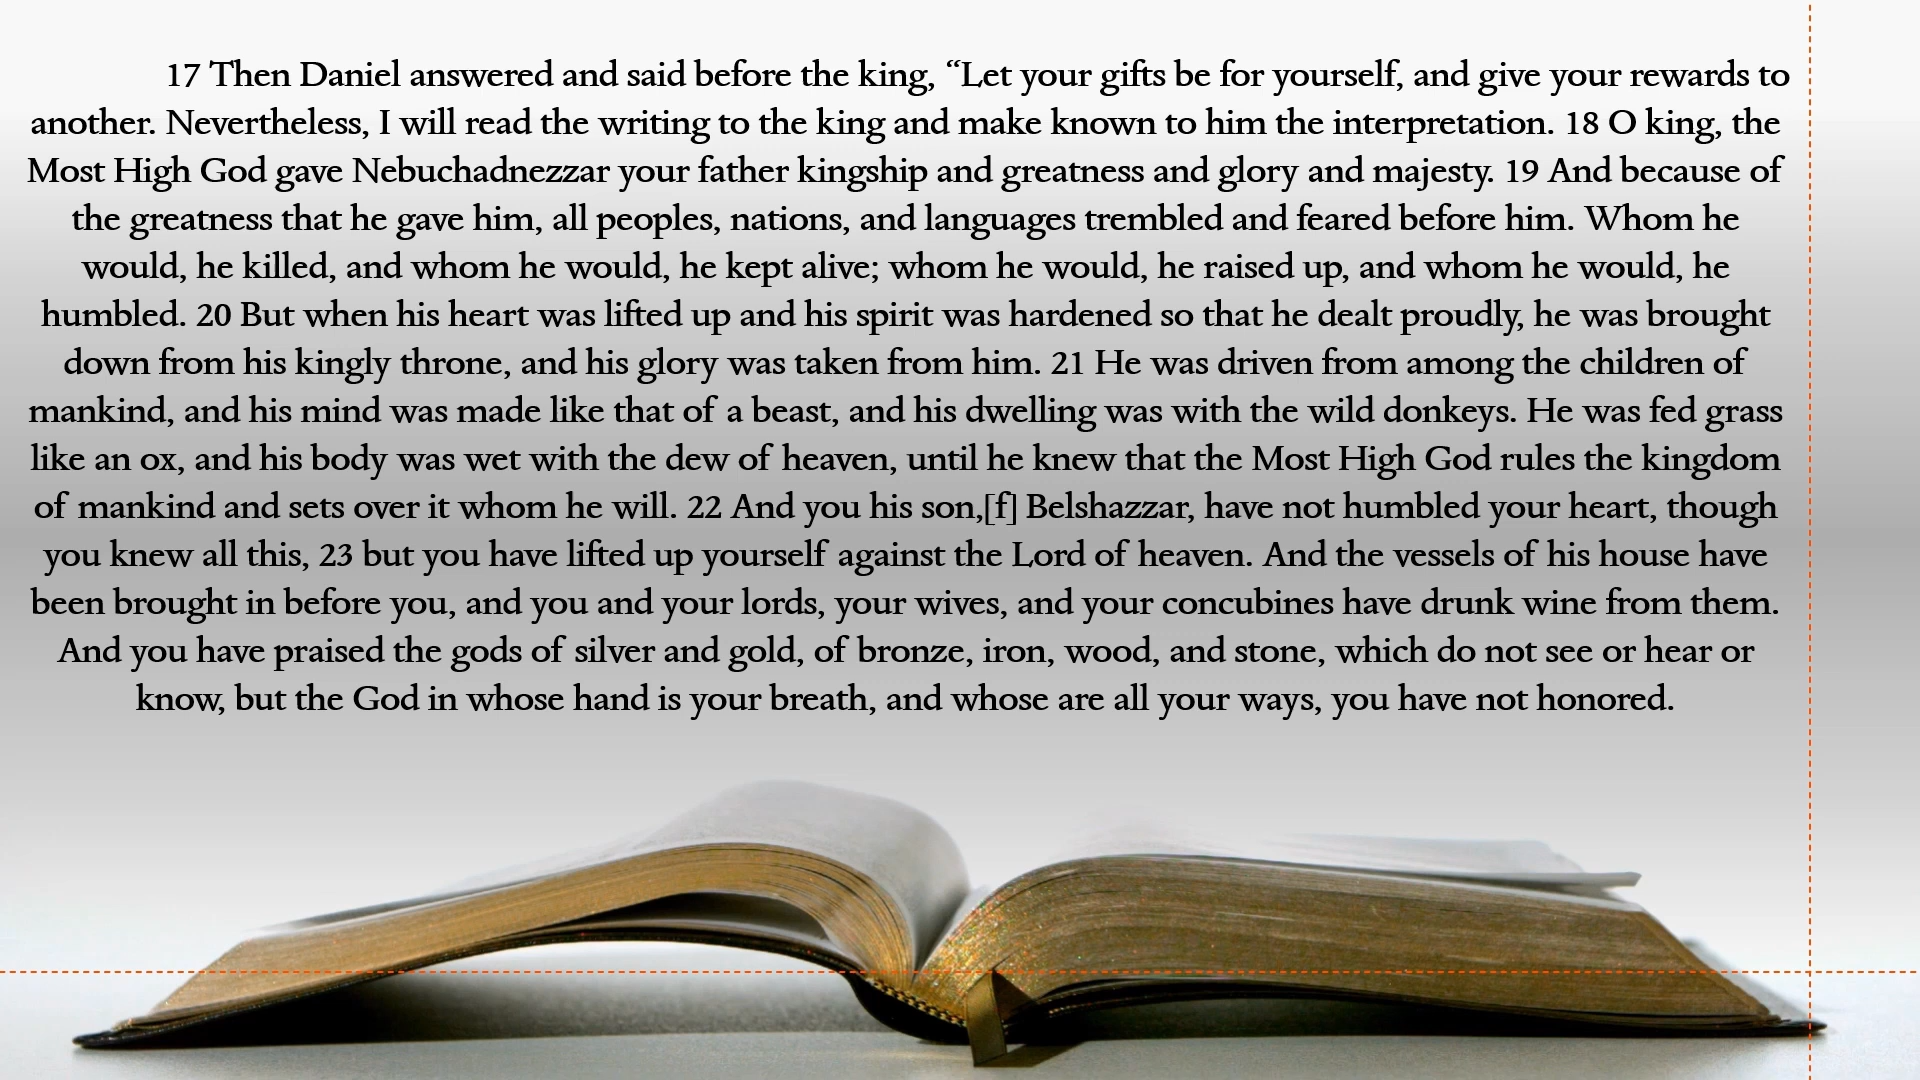 17 Then Daniel answered and said before the king, “Let your gifts be for yourself, and give your rewards to
another. Nevertheless, I will read the writing to the king and make known to him the interpretation. 18 O king, the
Most High God gave Nebuchadnezzar your father kingship and greatness and glory and majesty. 19 And because of
the greatness that he gave him, all peoples, nations, and languages trembled and feared before him. Whom he
would, he killed, and whom he would, he kept alive; whom he would, he raised up, and whom he would, he
humbled. 20 But when his heart was lifted up and his spirit was hardened so that he dealt proudly, he was brought
down from his kingly throne, and his glory was taken from him. 21 He was driven from among the children of
mankind, and his mind was made like that of a beast, and his dwelling was with the wild donkeys. He was fed grass
like an ox, and his body was wet with the dew of heaven, until he knew that the Most High God rules the kingdom
of mankind and sets over it whom he will. 22 And you his son,[f] Belshazzar, have not humbled your heart, though
you knew all this, 23 but you have lifted up yourself against the Lord of heaven. And the vessels of his house have
been brought in before you, and you and your lords, your wives, and your concubines have drunk wine from them.
And you have praised the gods of silver and gold, of bronze, iron, wood, and stone, which do not see or hear or
know, but the God in whose hand is your breath, and whose are all your ways, you have not honored.